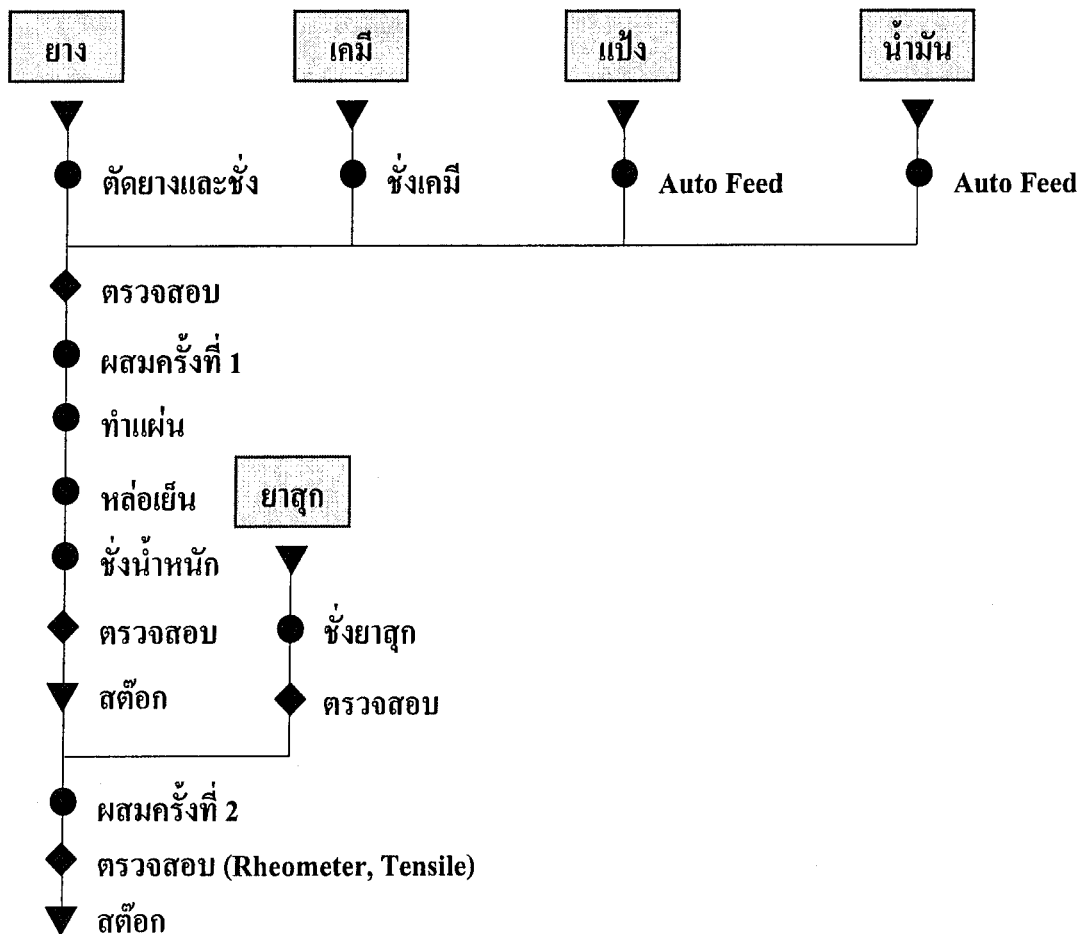 ยาง
เคมี
แป้ง
น้ำมัน
ตัดยางและชั่ง
ชั่งเคมี
Auto Feed
Auto Feed
ตรวจสอบ
ผสมครั้งที่ 1
ทำแผ่น
หล่อเย็น
ยาสุก
ชั่งน้ำหนัก
ตรวจสอบ
ชั่งยาสุก
สต๊อก
ตรวจสอบ
ผสมครั้งที่ 2
ตรวจสอบ (Rheometer, Tensile)
สต๊อก